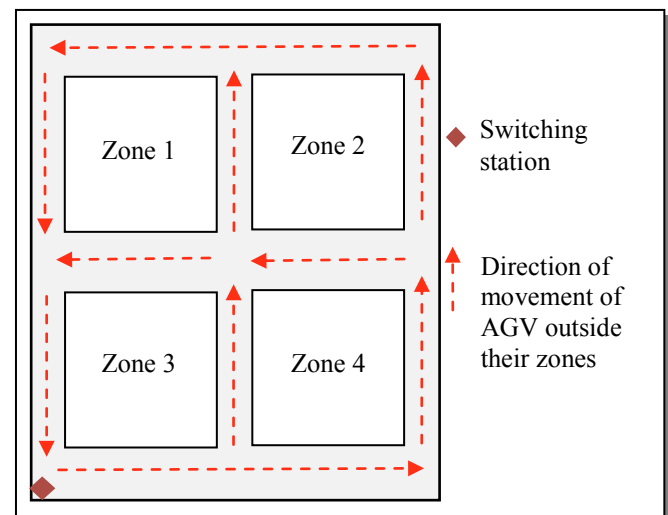 Zone 1
Zone 2
Switching
station
Direction of
movement of
AGV outside
their zones
Zone 3
Zone 4